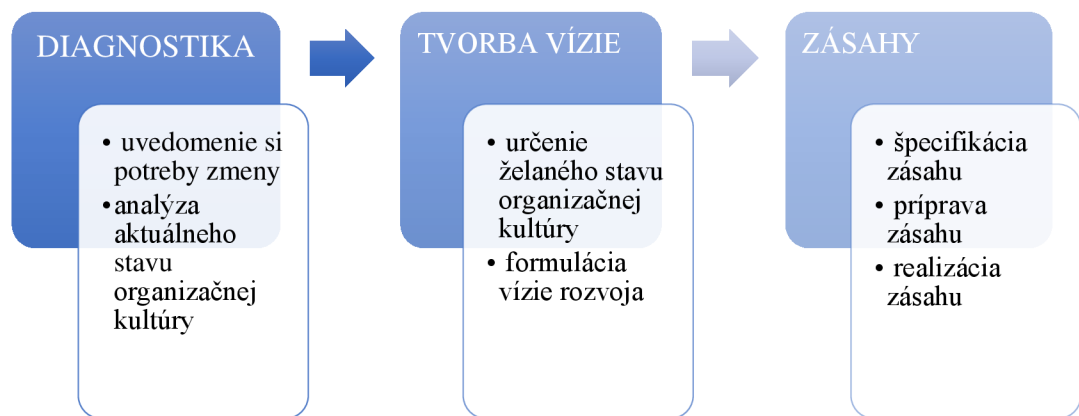 DIAGNOSTIKA
• uvedomenie si
potreby zmeny
•analýza
aktuálneho
stavu
organizačnej
kultúry
TVORBA VÍZIE
• určenie
želaného stavu
organizačnej
kultúry
• formulácia
vízie rozvoja
ZÁSAHY
• špecifikácia
zásahu
• príprava
zásahu
• realizácia
zásahu